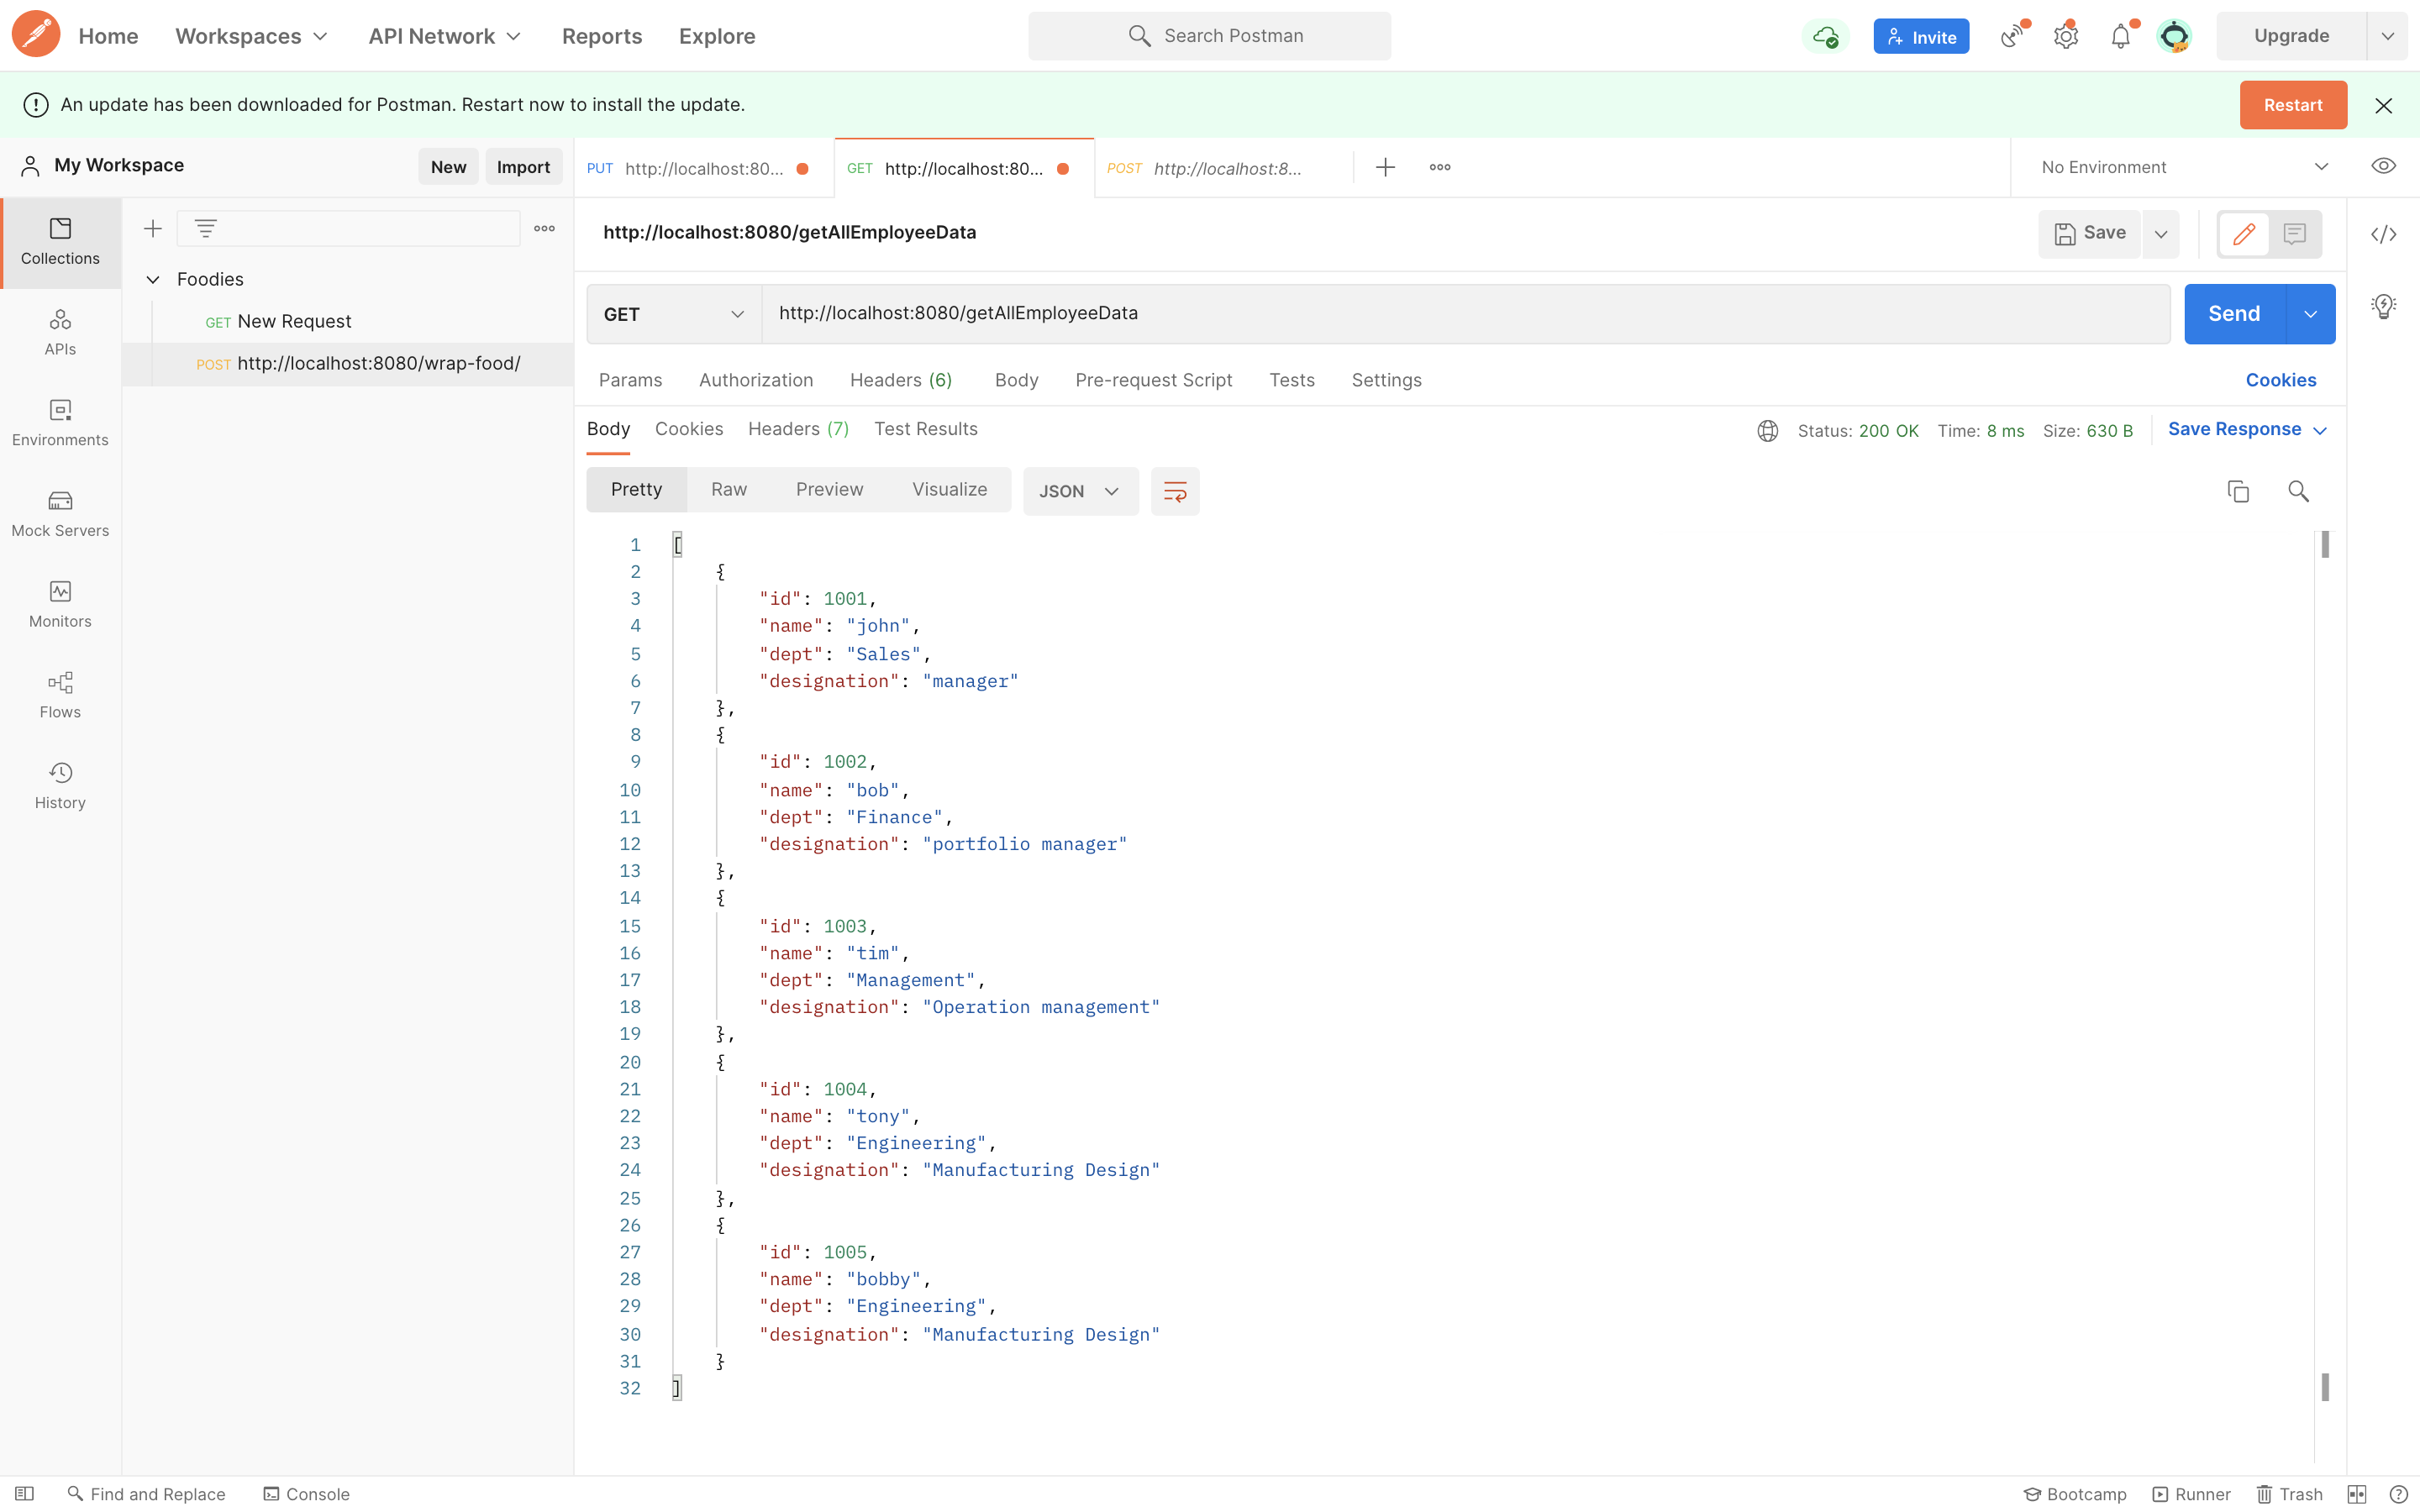 Home Workspaces API Network Reports Explore Search Postman Invite Upgrade
An update has been downloaded for Postman. Restart now to install the update. Restart
My Workspace New Import PUT http://localhost:80... GET http://localhost:80... POST http://localhost:8... No Environment
Collections
APIs
Environments
Mock Servers
Monitors
Flows
History
Foodies
GET New Request
POST http://localhost:8080/wrap-food/
http://localhost:8080/getAllEmployeeData Save
GET http://localhost:8080/getAllEmployeeData Send
Params Authorization Headers (6) Body Pre-request Script Tests Settings Cookies
Body Cookies Headers (7) Test Results Status: 200 OK Time: 8 ms Size: 630 B Save Response
Pretty Raw Preview Visualize JSON
1 [
2 {
3 "id": 1001,
4 "name": "john",
5 "dept": "Sales",
6 "designation": "manager"
7 },
8 {
9 "id": 1002,
10 "name": "bob",
11 "dept": "Finance",
12 "designation": "portfolio manager"
13 },
14 {
15 "id": 1003,
16 "name": "tim",
17 "dept": "Management",
18 "designation": "Operation management"
19 },
20 {
21 "id": 1004,
22 "name": "tony",
23 "dept": "Engineering",
24 "designation": "Manufacturing Design"
25 },
26 {
27 "id": 1005,
28 "name": "bobby",
29 "dept": "Engineering",
30 "designation": "Manufacturing Design"
31 }
32 ]
Find and Replace Console Bootcamp Runner Trash